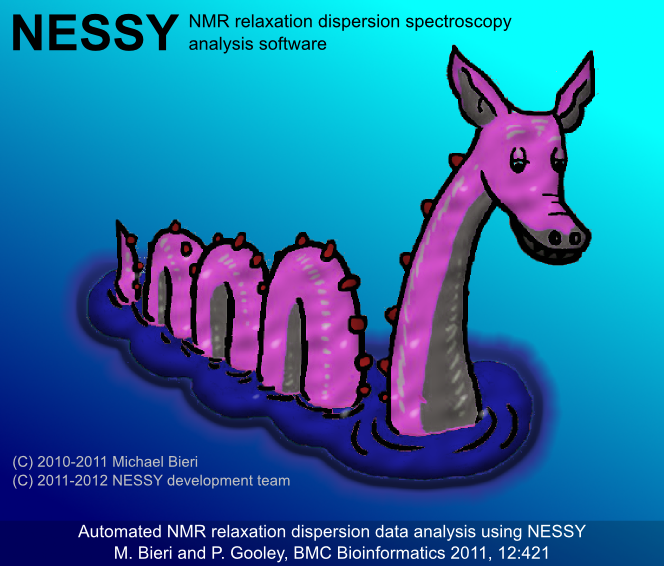 NESSY
NMR relaxation dispersion spectroscopy
analysis software
(C) 2010-2011 Michael Bieri
(C) 2011-2012 NESSY development team
Automated NMR relaxation dispersion data analysis using NESSY
M. Bieri and P. Gooley, BMC Bioinformatics 2011, 12:421